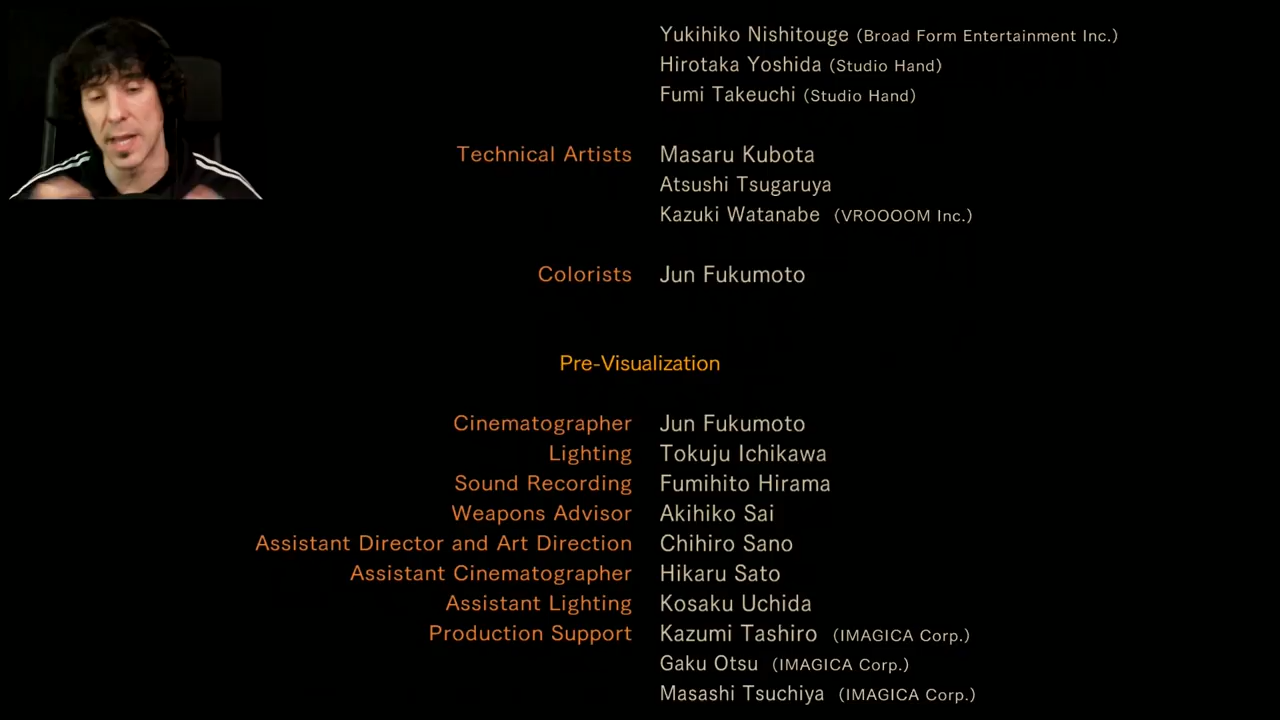 Yukihiko Nishitouge (Broad Form Entertainment Inc.)
Hirotaka Yoshida (Studio Hand)
Fumi Takeuchi (Studio Hand)
Technical Artists Masaru Kubota
Atsushi Tsugaruya
Kazuki Watanabe (VROOOOM Inc.)
Colorists Jun Fukumoto
Pre-Visualization
Cinematographer Jun Fukumoto
Lighting Tokuju Ichikawa
Sound Recording Fumihito Hirama
Weapons Advisor Akihiko Sai
Assistant Director and Art Direction Chihiro Sano
Assistant Cinematographer Hikaru Sato
Assistant Lighting Kosaku Uchida
Production Support Kazumi Tashiro (IMAGICA Corp.)
Gaku Otsu (IMAGICA Corp.)
Masashi Tsuchiya (IMAGICA Corp.)